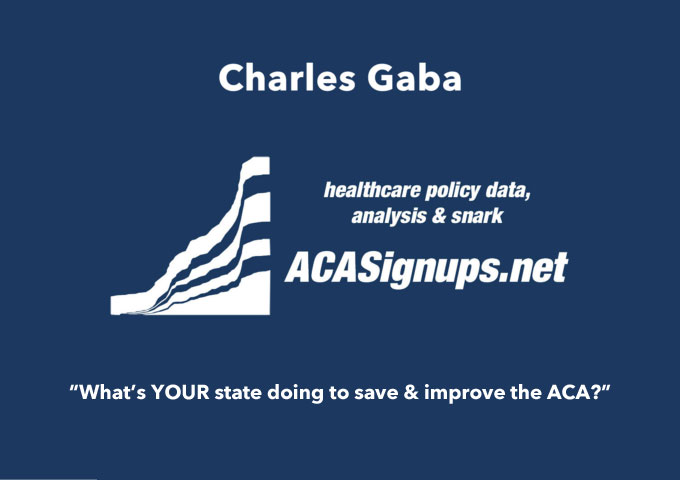 Charles Gaba
healthcare policy data,
analysis & snark
ACASignups.net
“What’s YOUR state doing to save & improve the ACA?”